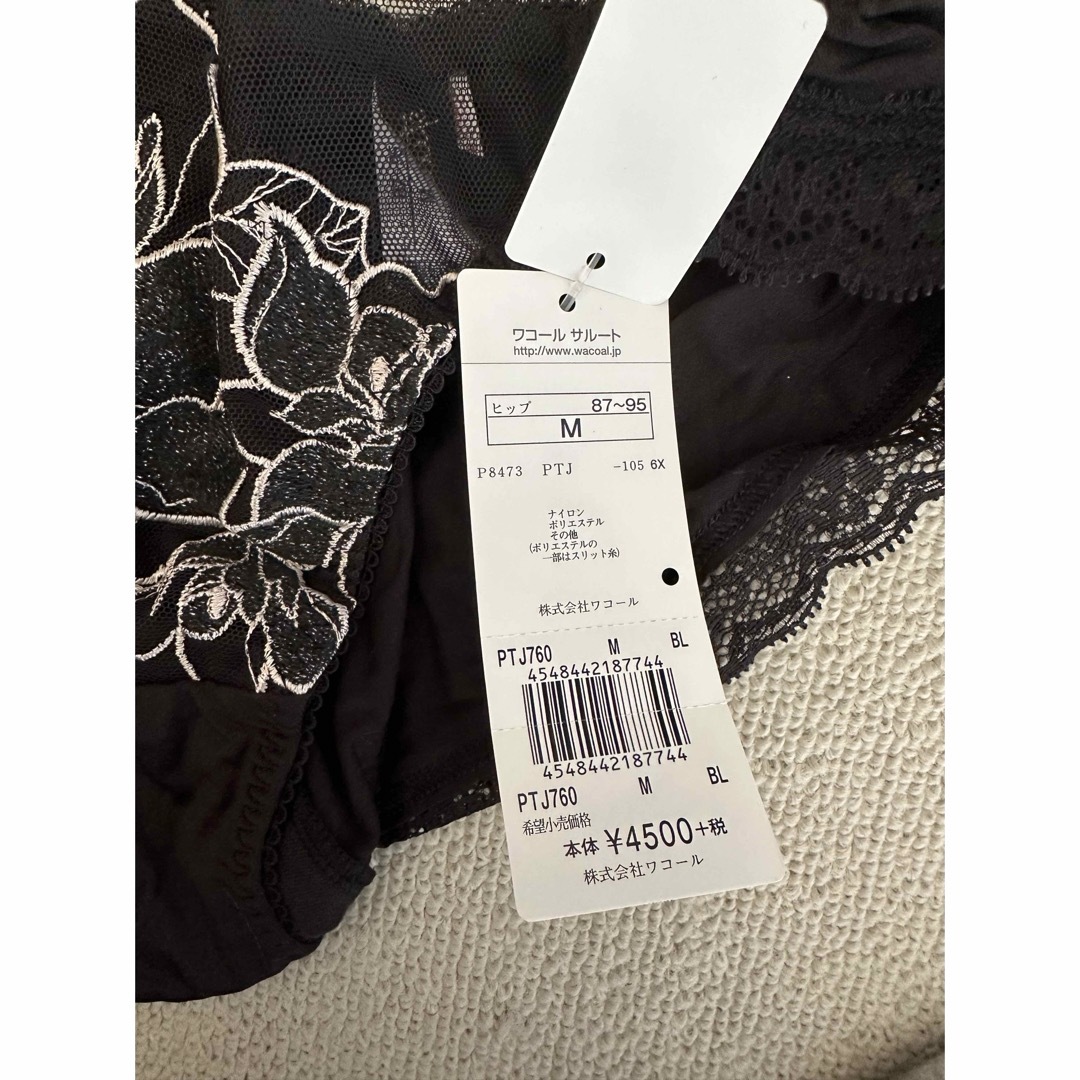 ワコール サルート
http://www.wacoal.jp
ヒップ 87~95
M
P8473 PTJ -105 6X
ナイロン
ポリエステル
その他
(ポリエステルの
一部はスリット糸)
株式会社ワコール
PTJ760 M BL
4548442187744
4548442187744
PTJ760 M BL
希望小売価格
本体 ¥4500+税
株式会社ワコール